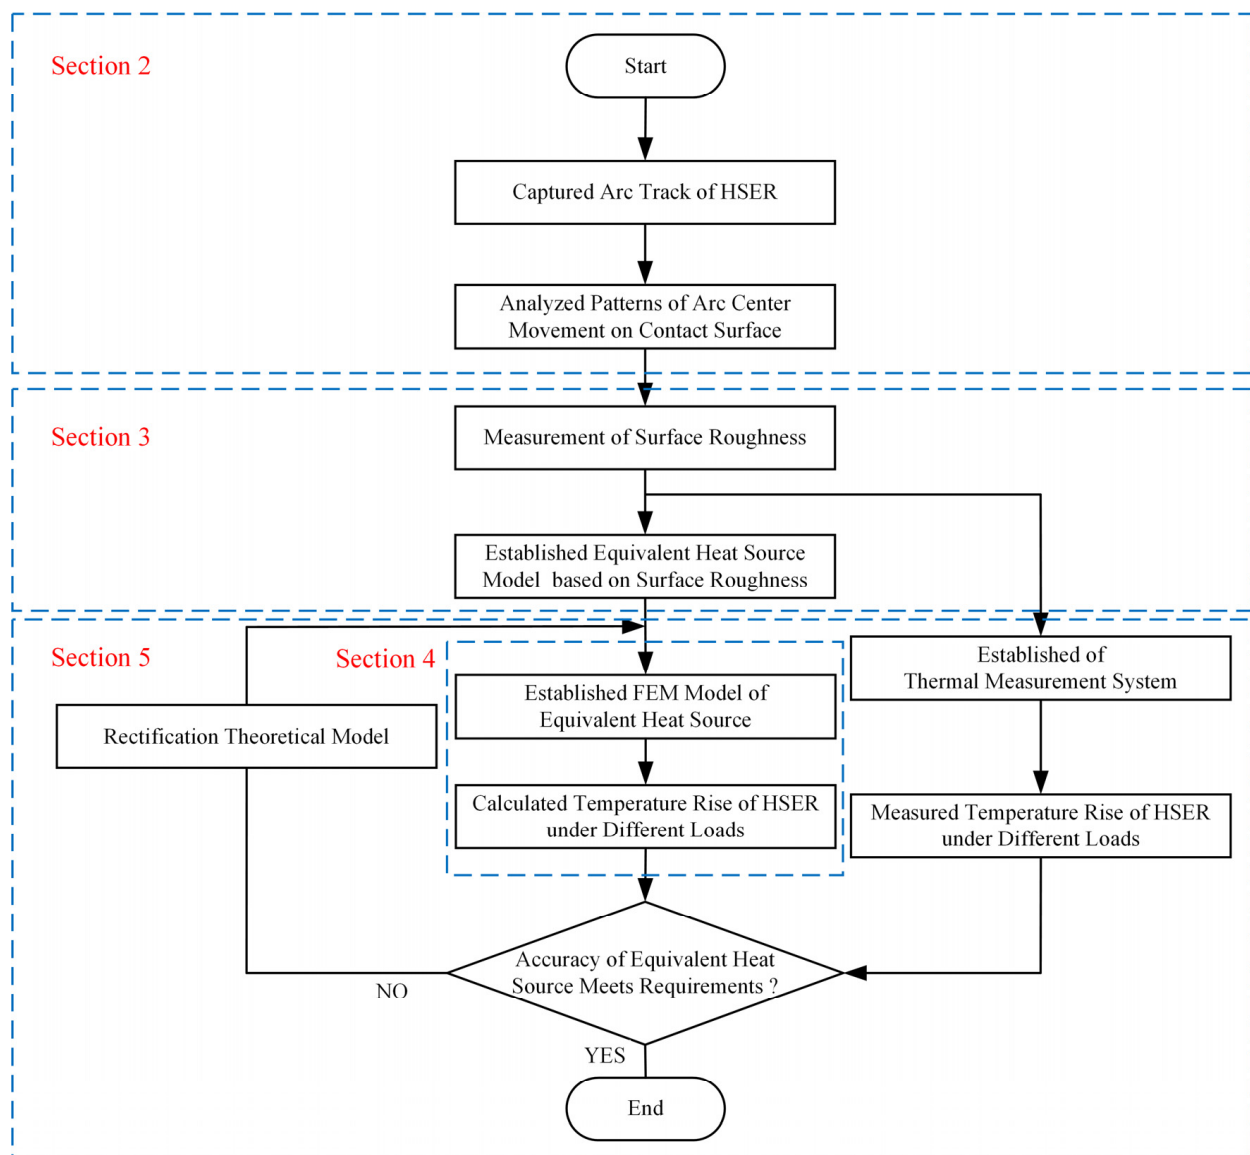 Section 2
Start
Captured Arc Track of HSER
Analyzed Patterns of Arc Center
Movement on Contact Surface
Section 3
Measurement of Surface Roughness
Established Equivalent Heat Source
Model based on Surface Roughness
Section 5
Section 4
Established of
Thermal Measurement System
Established FEM Model of
Equivalent Heat Source
Rectification Theoretical Model
Calculated Temperature Rise of HSER
under Different Loads
Measured Temperature Rise of HSER
under Different Loads
Accuracy of Equivalent Heat
Source Meets Requirements ?
NO
YES
End